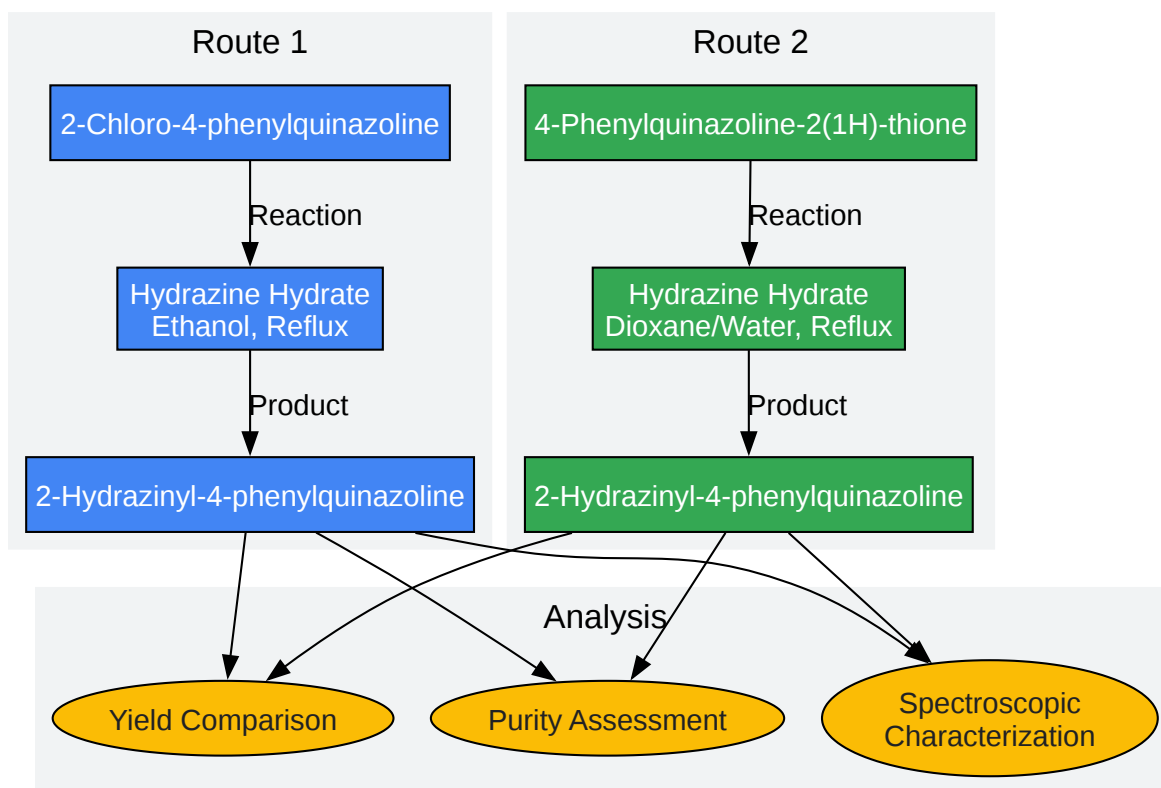 Route 1
2-Chloro-4-phenylquinazoline
Reaction
Hydrazine Hydrate
Ethanol, Reflux
Product
2-Hydrazinyl-4-phenylquinazoline
Route 2
4-Phenylquinazoline-2(1H)-thione
Reaction
Hydrazine Hydrate
Dioxane/Water, Reflux
Product
2-Hydrazinyl-4-phenylquinazoline
Analysis
Yield Comparison
Purity Assessment
Spectroscopic
Characterization